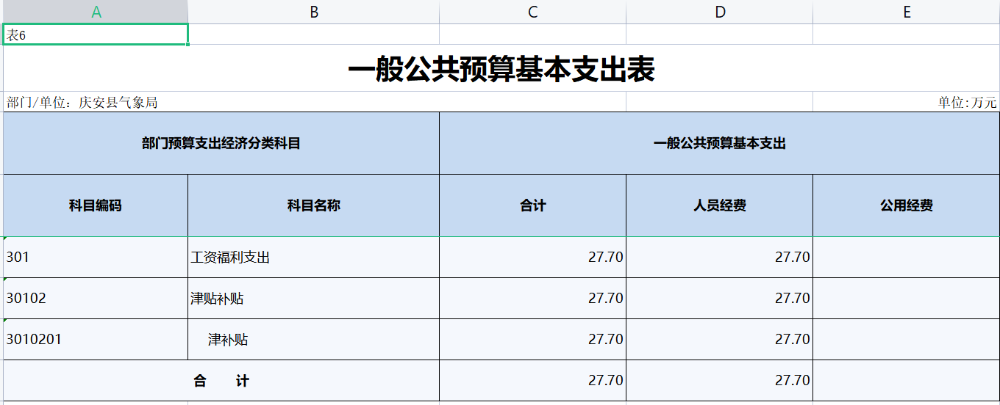 A B C D E
表6
一般公共预算基本支出表
部门/单位：庆安县气象局 单位:万元
部门预算支出经济分类科目 一般公共预算基本支出
科目编码 科目名称 合计 人员经费 公用经费
301 工资福利支出 27.70 27.70
30102 津贴补贴 27.70 27.70
3010201 津补贴 27.70 27.70
合 计 27.70 27.70